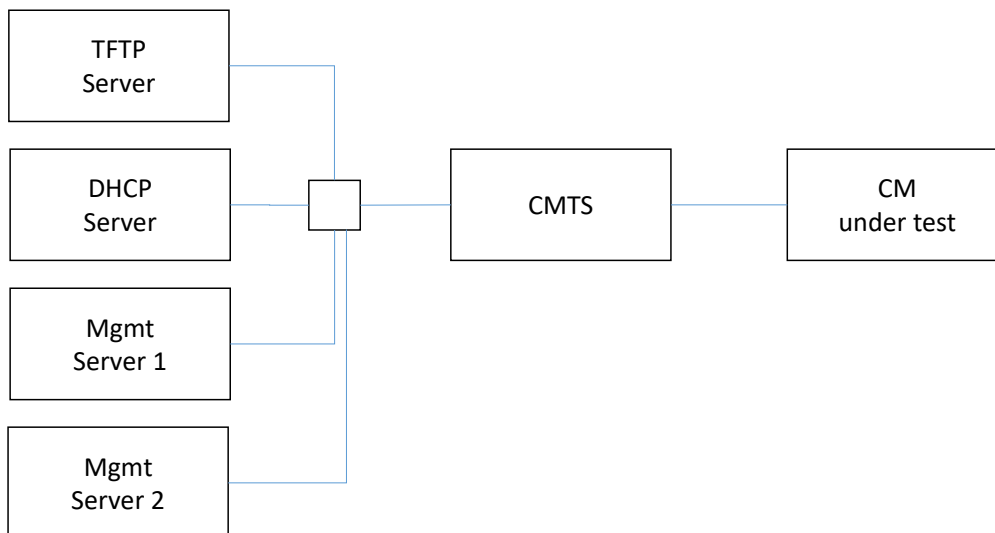 TFTP
Server
DHCP
Server
CMTS
CM
under test
Mgmt
Server 1
Mgmt
Server 2